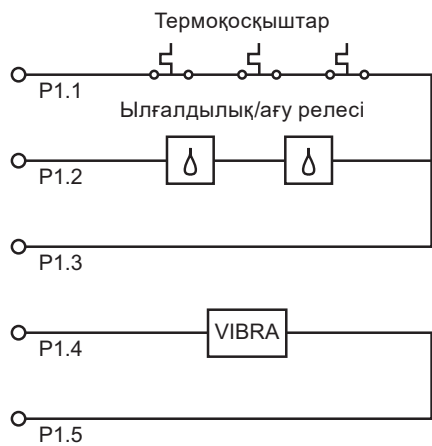 Термоқосқыштар
P1.1
Ылғалдылық/ағу релесі
P1.2
P1.3
P1.4
VIBRA
P1.5